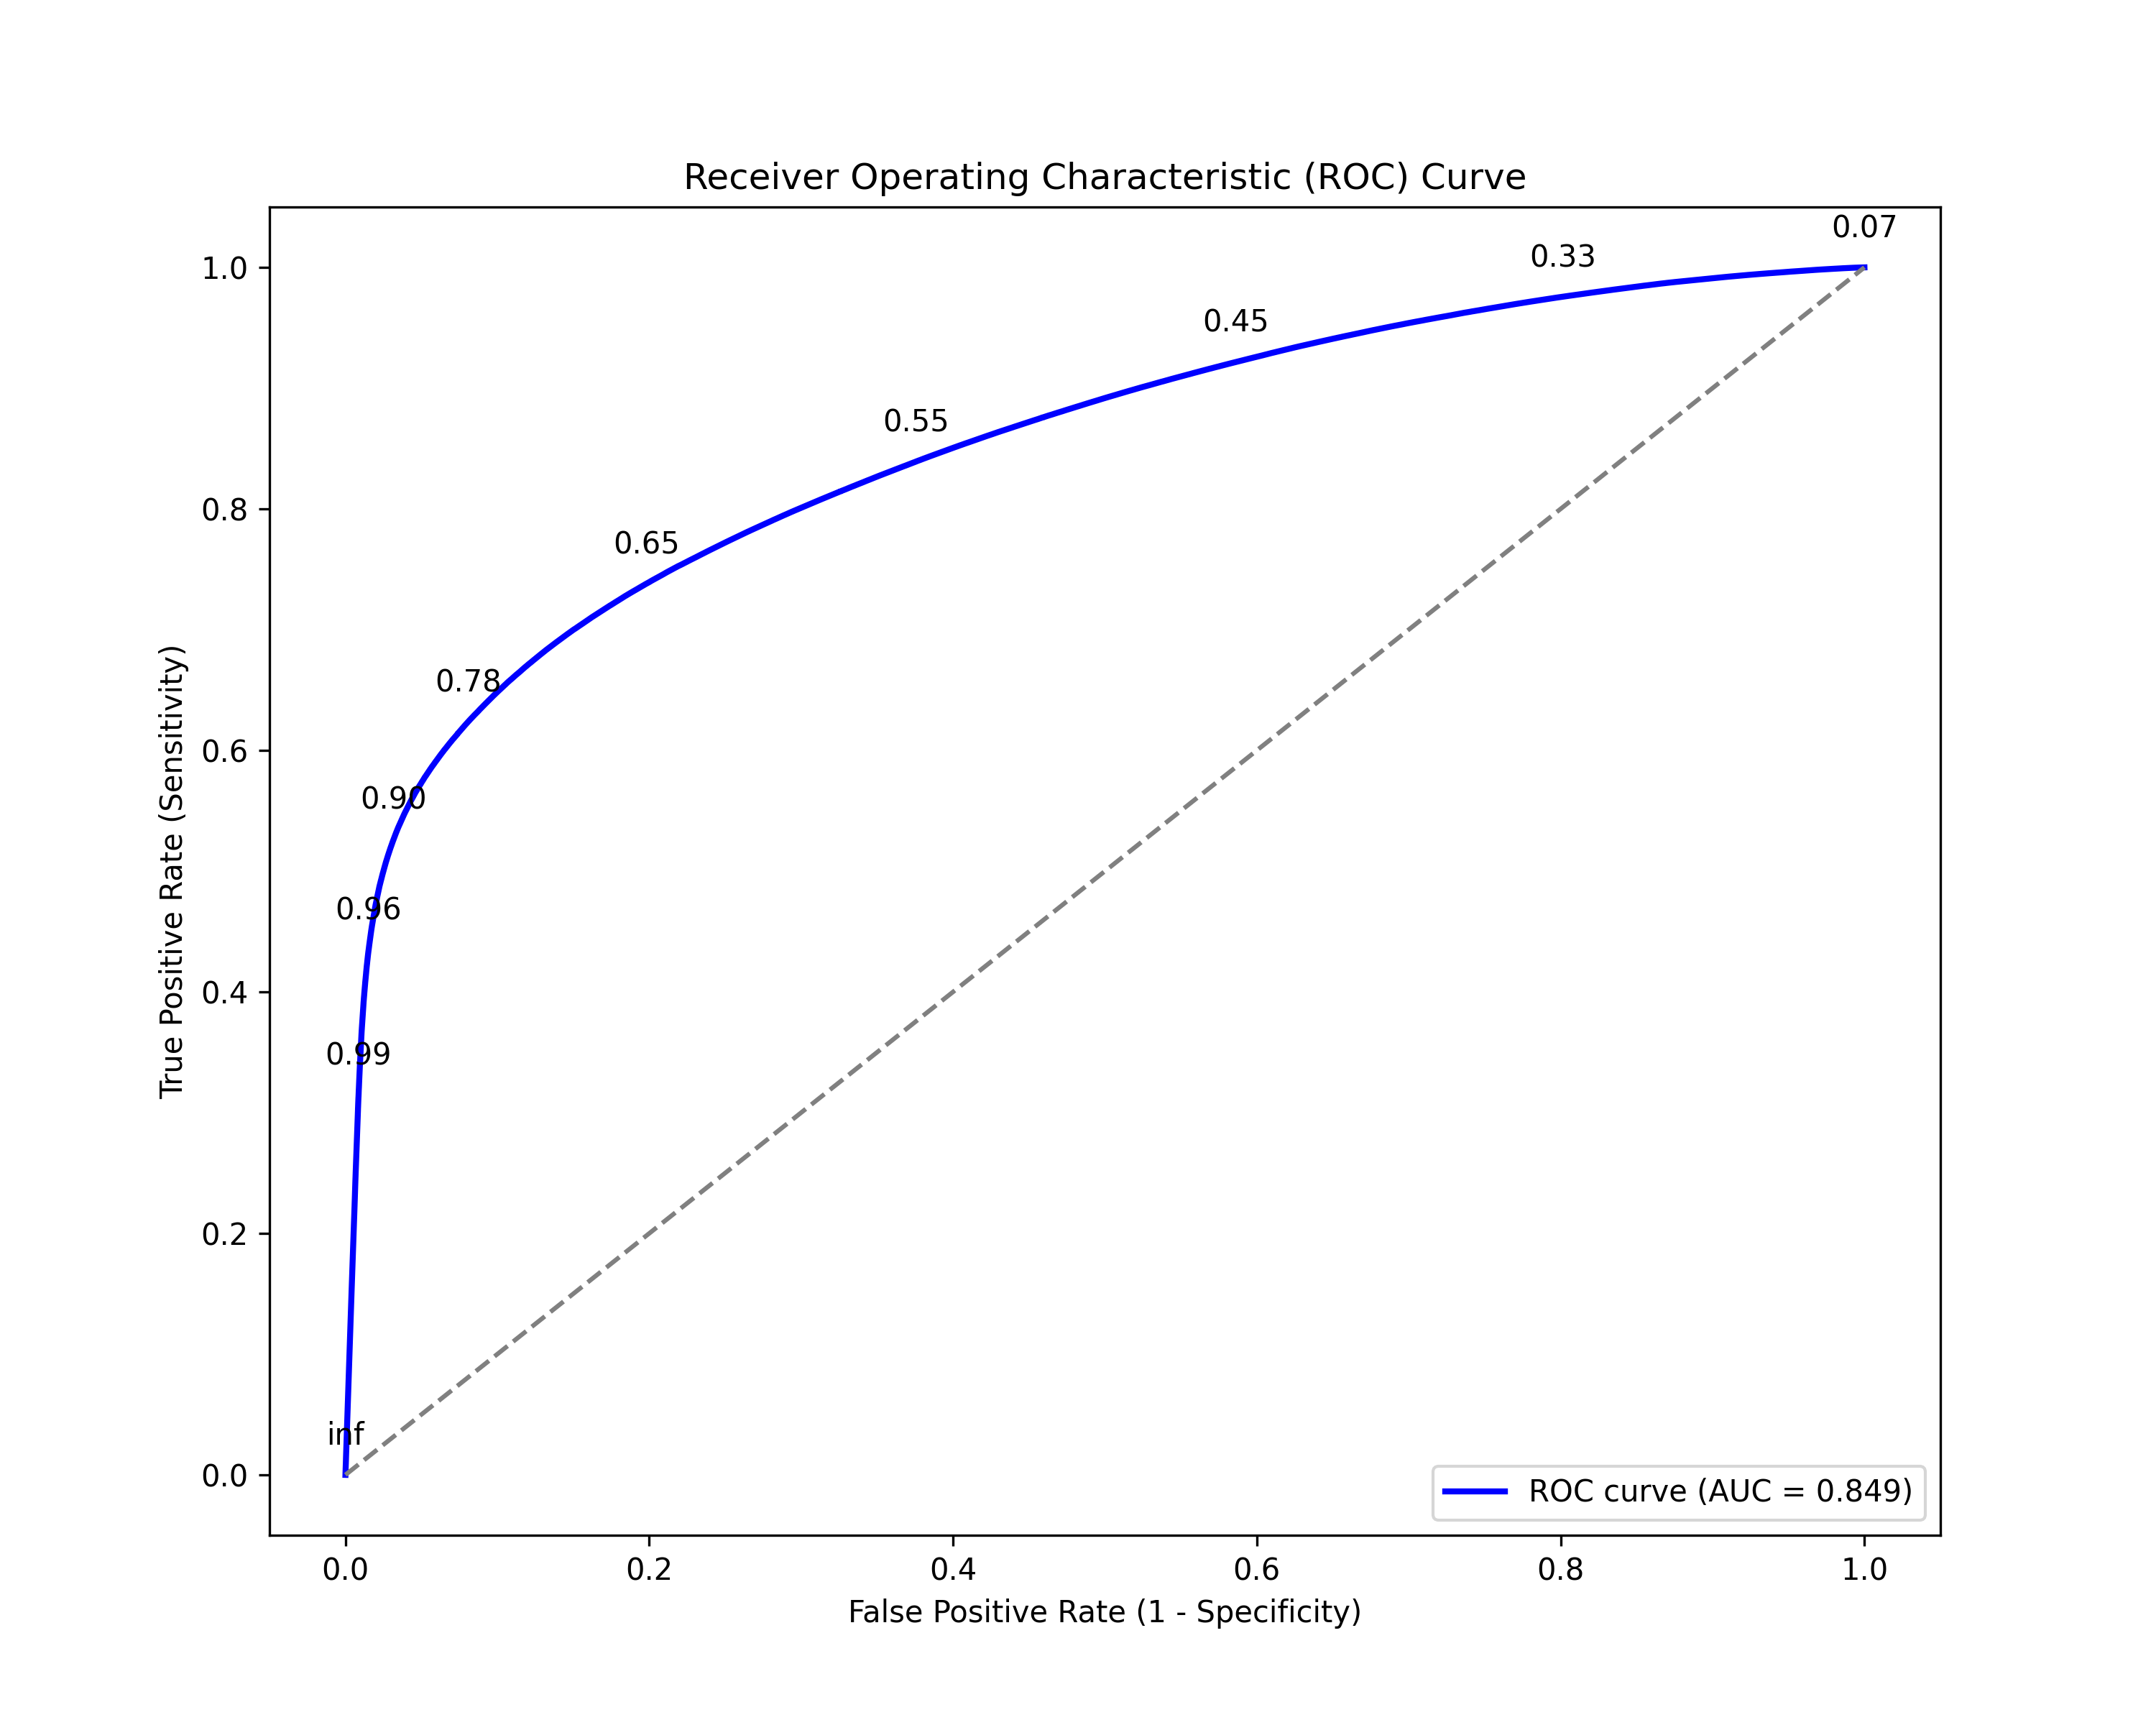 Receiver Operating Characteristic (ROC) Curve
0.07
0.33
1.0
0.45
0.55
0.8
0.65
0.78
0.6
0.90
0.96
0.4
0.99
0.2
inf
0.0
True Positive Rate (Sensitivity)
ROC curve (AUC = 0.849)
0.0 0.2 0.4 0.6 0.8 1.0
False Positive Rate (1 - Specificity)